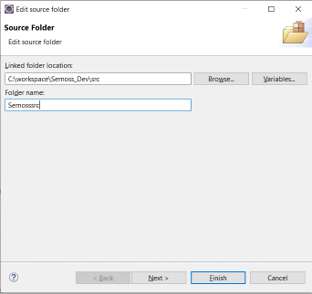 Edit source folder
Source Folder
Edit source folder
Linked folder location:
C:\workspace\Semoss_Dev\src
Browse...
Variables...
Folder name:
Semosssrc
?
< Back
Next >
Finish
Cancel